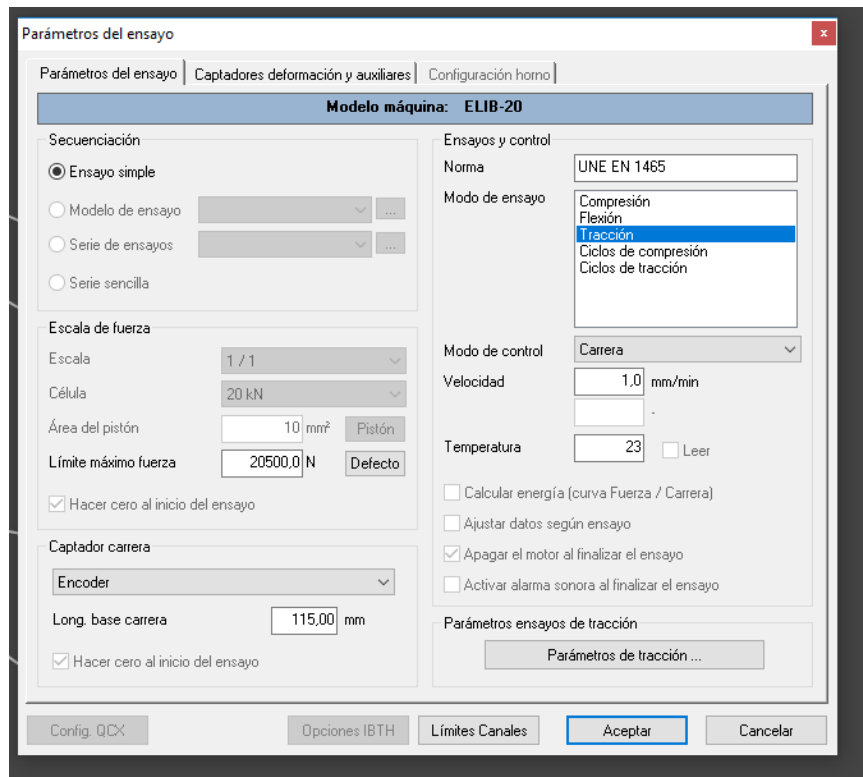 Parámetros del ensayo
x
Parámetros del ensayo Captadores deformación y auxiliares Configuración horno
Modelo máquina: ELIB-20
Secuenciación
Ensayo simple
Modelo de ensayo ...
Serie de ensayos ...
Serie sencilla
Escala de fuerza
Escala 1 / 1
Célula 20 kN
Área del pistón 10 mm² Pistón
Límite máximo fuerza 20500,0 N Defecto
Hacer cero al inicio del ensayo
Captador carrera
Encoder
Long. base carrera 115,00 mm
Hacer cero al inicio del ensayo
Ensayos y control
Norma UNE EN 1465
Modo de ensayo
Compresión
Flexión
Tracción
Ciclos de compresión
Ciclos de tracción
Modo de control Carrera
Velocidad 1,0 mm/min
-
Temperatura 23 Leer
Calcular energía (curva Fuerza / Carrera)
Ajustar datos según ensayo
Apagar el motor al finalizar el ensayo
Activar alarma sonora al finalizar el ensayo
Parámetros ensayos de tracción
Parámetros de tracción ...
Config. QCX Opciones IBTH Límites Canales Aceptar Cancelar